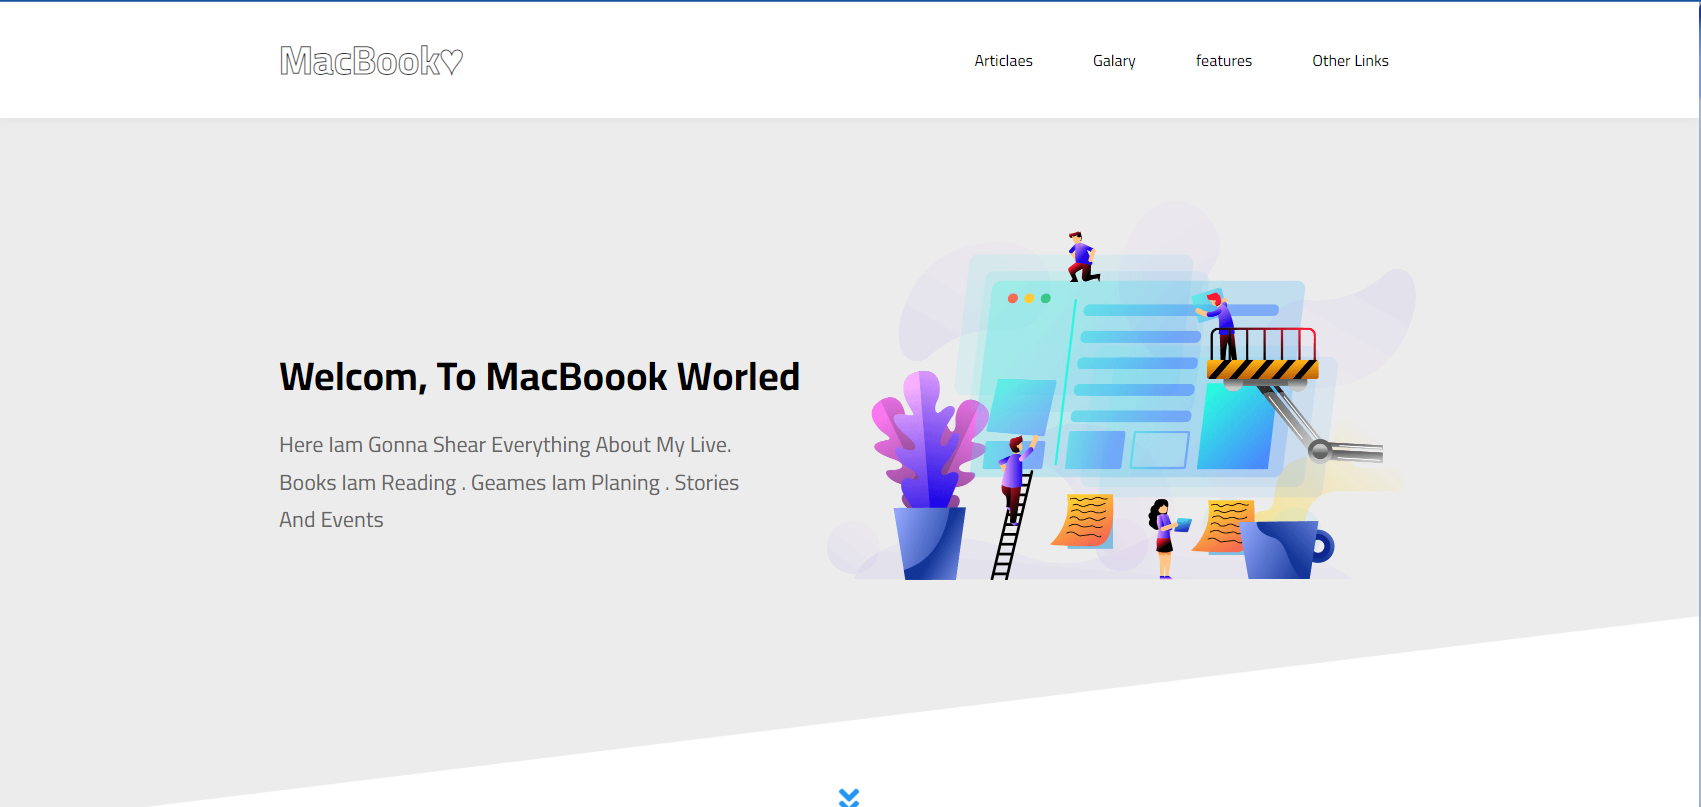 MacBook♡
Articlaes Galary features Other Links
Welcom, To MacBoook Worled
Here Iam Gonna Shear Everything About My Live.
Books Iam Reading . Geames Iam Planing . Stories
And Events